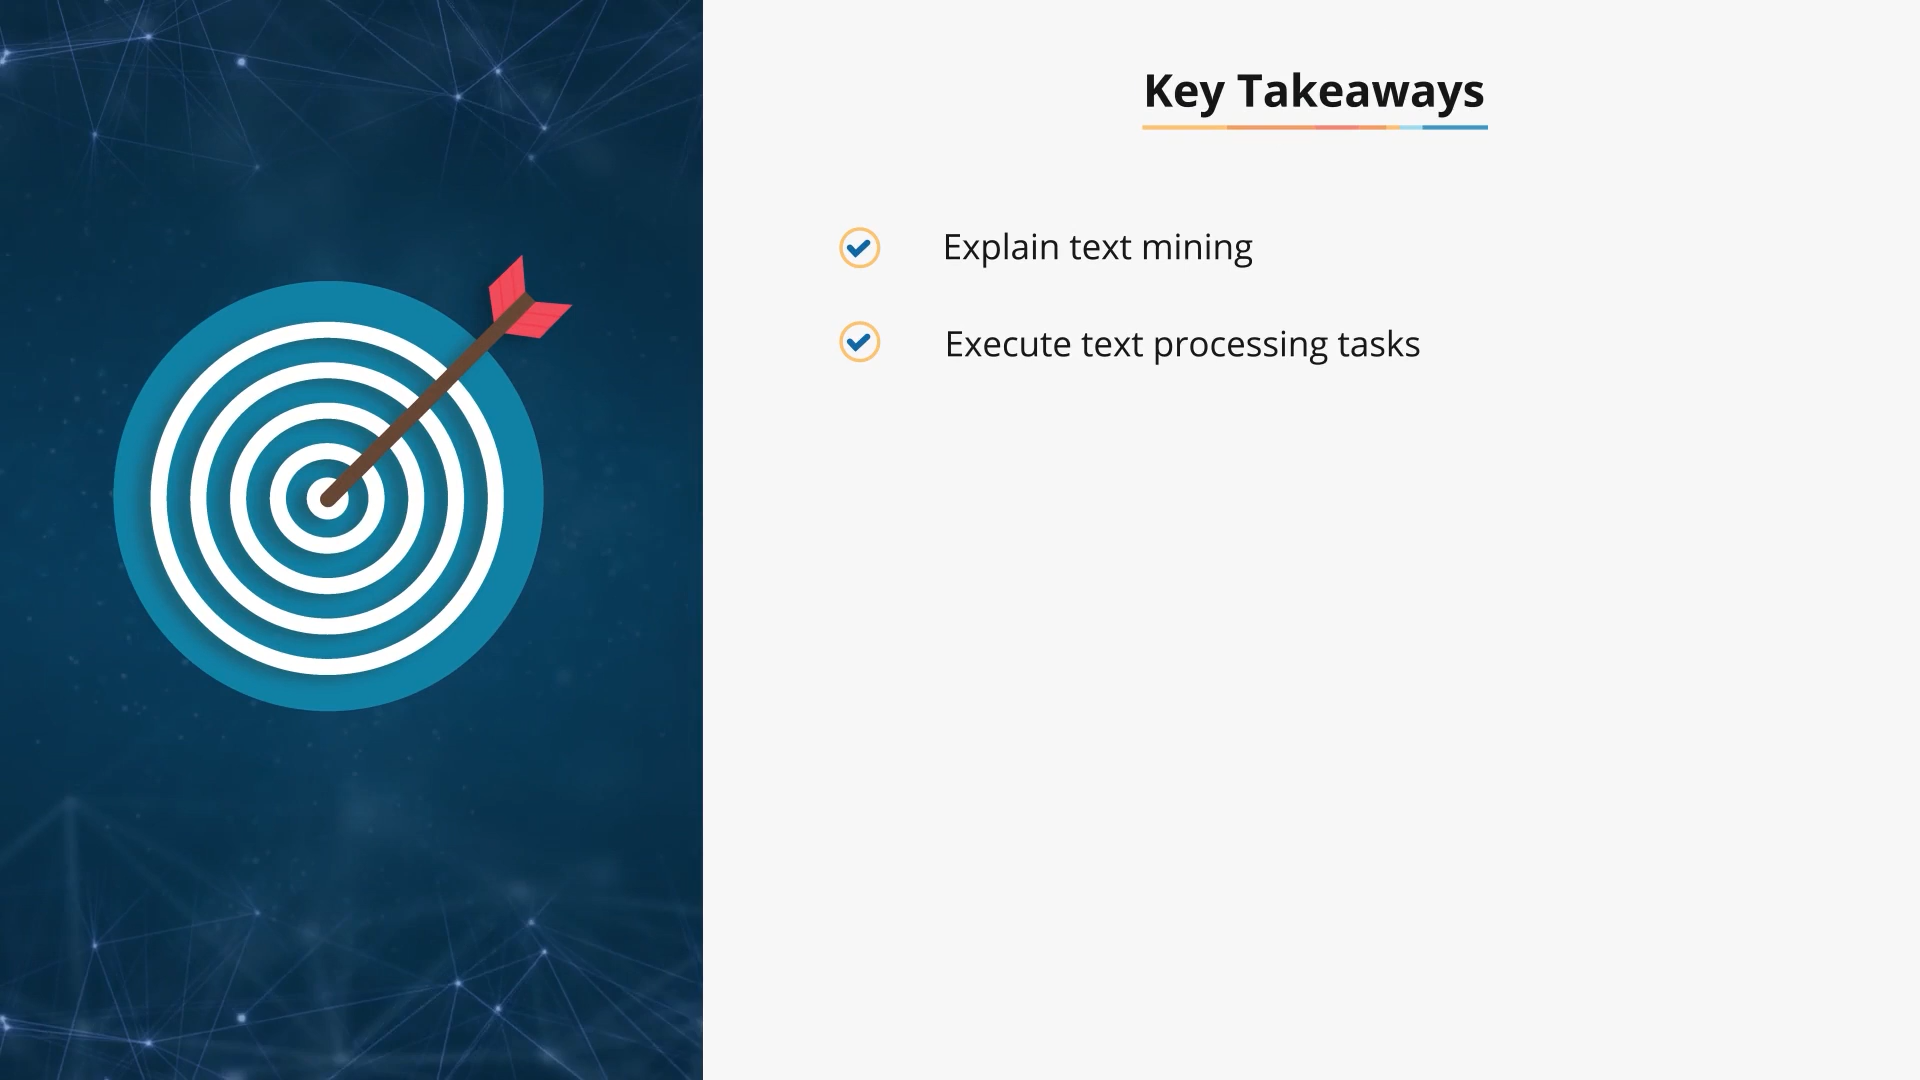 Key Takeaways
Explain text mining
Execute text processing tasks